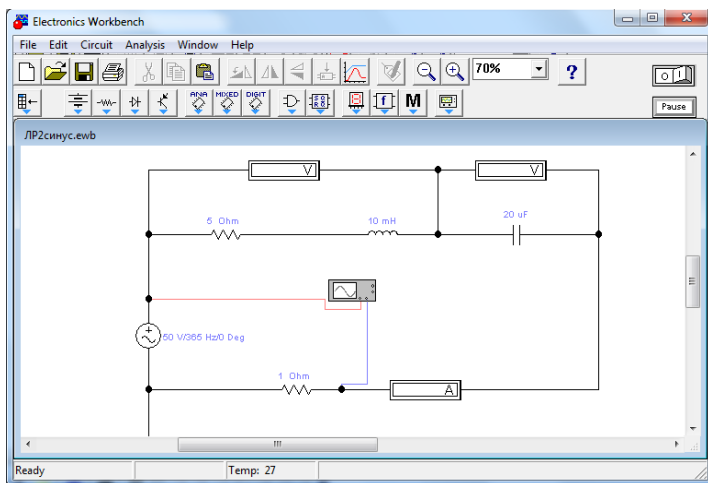 Electronics Workbench
File Edit Circuit Analysis Window Help
70%
?
ANA MIXED DIGIT
M
Pause
ЛР2синус.ewb
V V
5 Ohm 10 mH 20 uF
50 V/365 Hz/0 Deg
1 Ohm
A
Ready Temp: 27